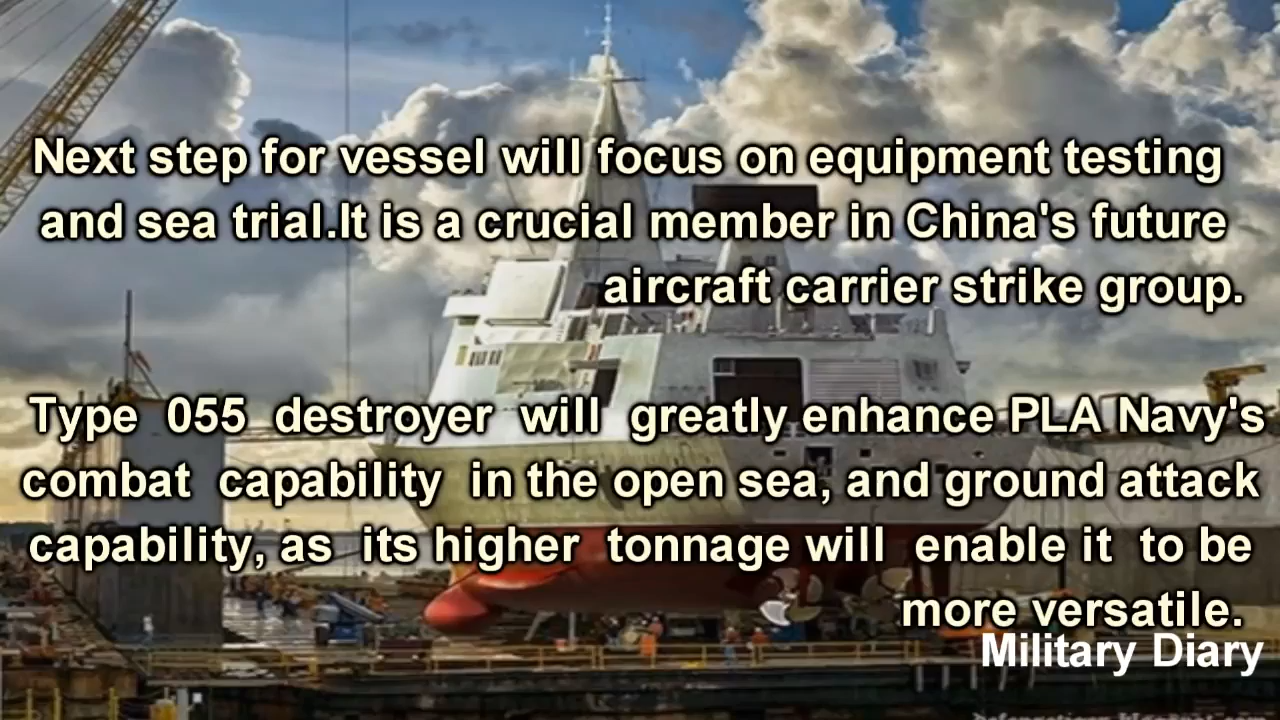 Next step for vessel will focus on equipment testing
and sea trial.It is a crucial member in China's future
aircraft carrier strike group.
Type 055 destroyer will greatly enhance PLA Navy's
combat capability in the open sea, and ground attack
capability, as its higher tonnage will enable it to be
more versatile.
Military Diary